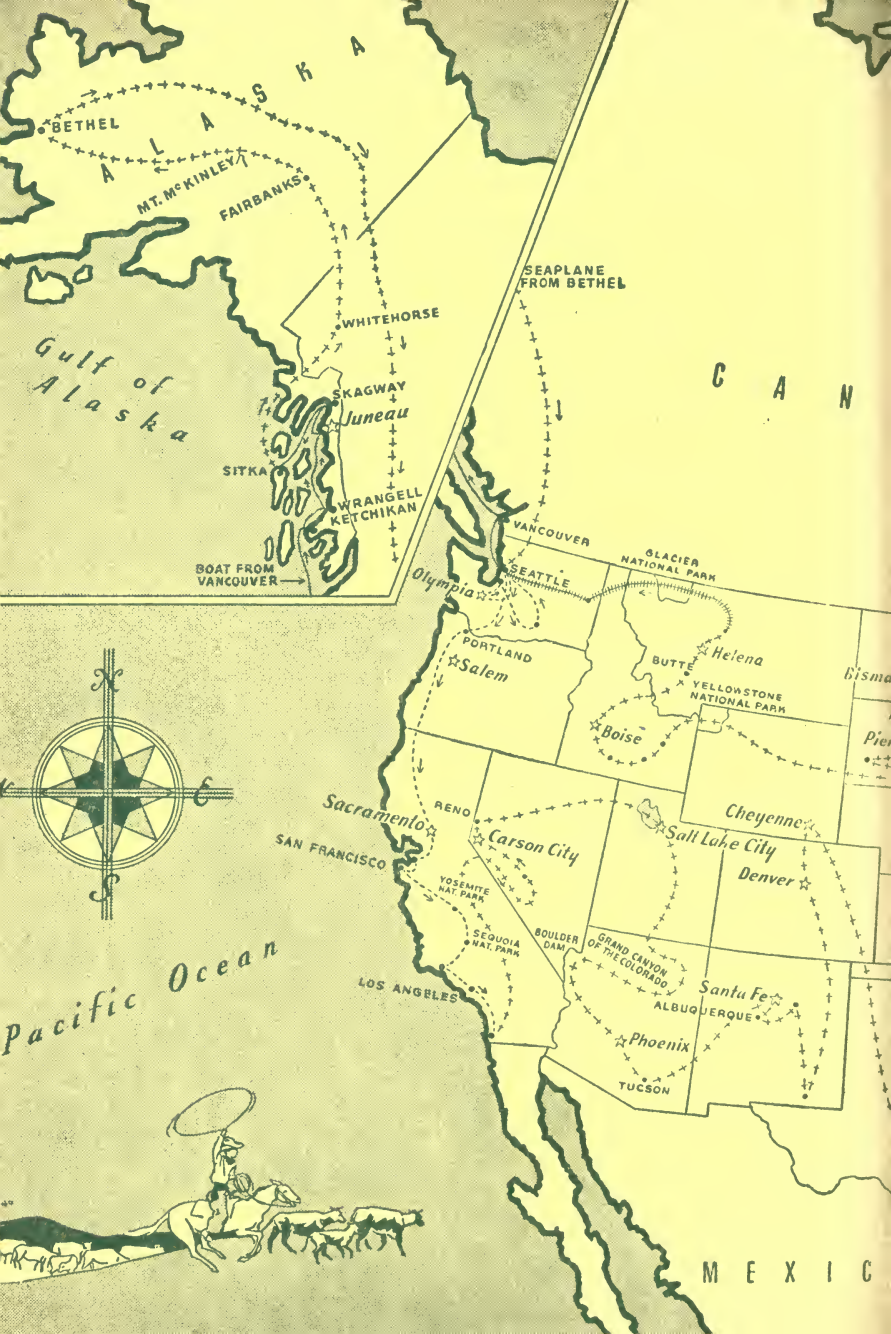 ALASKA
BETHEL
MT. McKINLEY
FAIRBANKS
SEAPLANE
FROM BETHEL
WHITEHORSE
Gulf of
Alaska
CAN
SKAGWAY
Juneau
SITKA
WRANGELL
KETCHIKAN
BOAT FROM
VANCOUVER
VANCOUVER
GLACIER
NATIONAL PARK
SEATTLE
Olympia
PORTLAND
Salem
Helena
BUTTE
YELLOWSTONE
NATIONAL PARK
Bisma
Boise
Pier
N
E
S
Sacramento
RENO
Cheyenne
SAN FRANCISCO
Carson City
Salt Lake City
Denver
YOSEMITE
NAT. PARK
SEQUOIA
NAT. PARK
BOULDER
DAM
GRAND CANYON
OF THE COLORADO
LOS ANGELES
Santa Fe
ALBUQUERQUE
Pacific Ocean
Phoenix
TUCSON
MEXIC